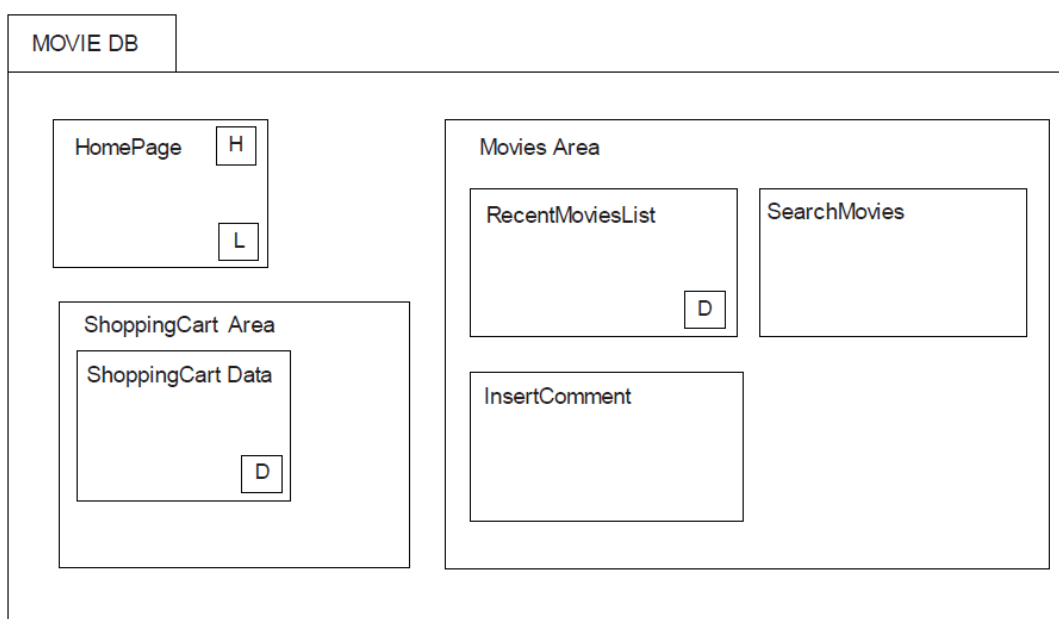 MOVIE DB
HomePage
H
L
ShoppingCart Area
ShoppingCart Data
D
Movies Area
RecentMoviesList
D
SearchMovies
InsertComment